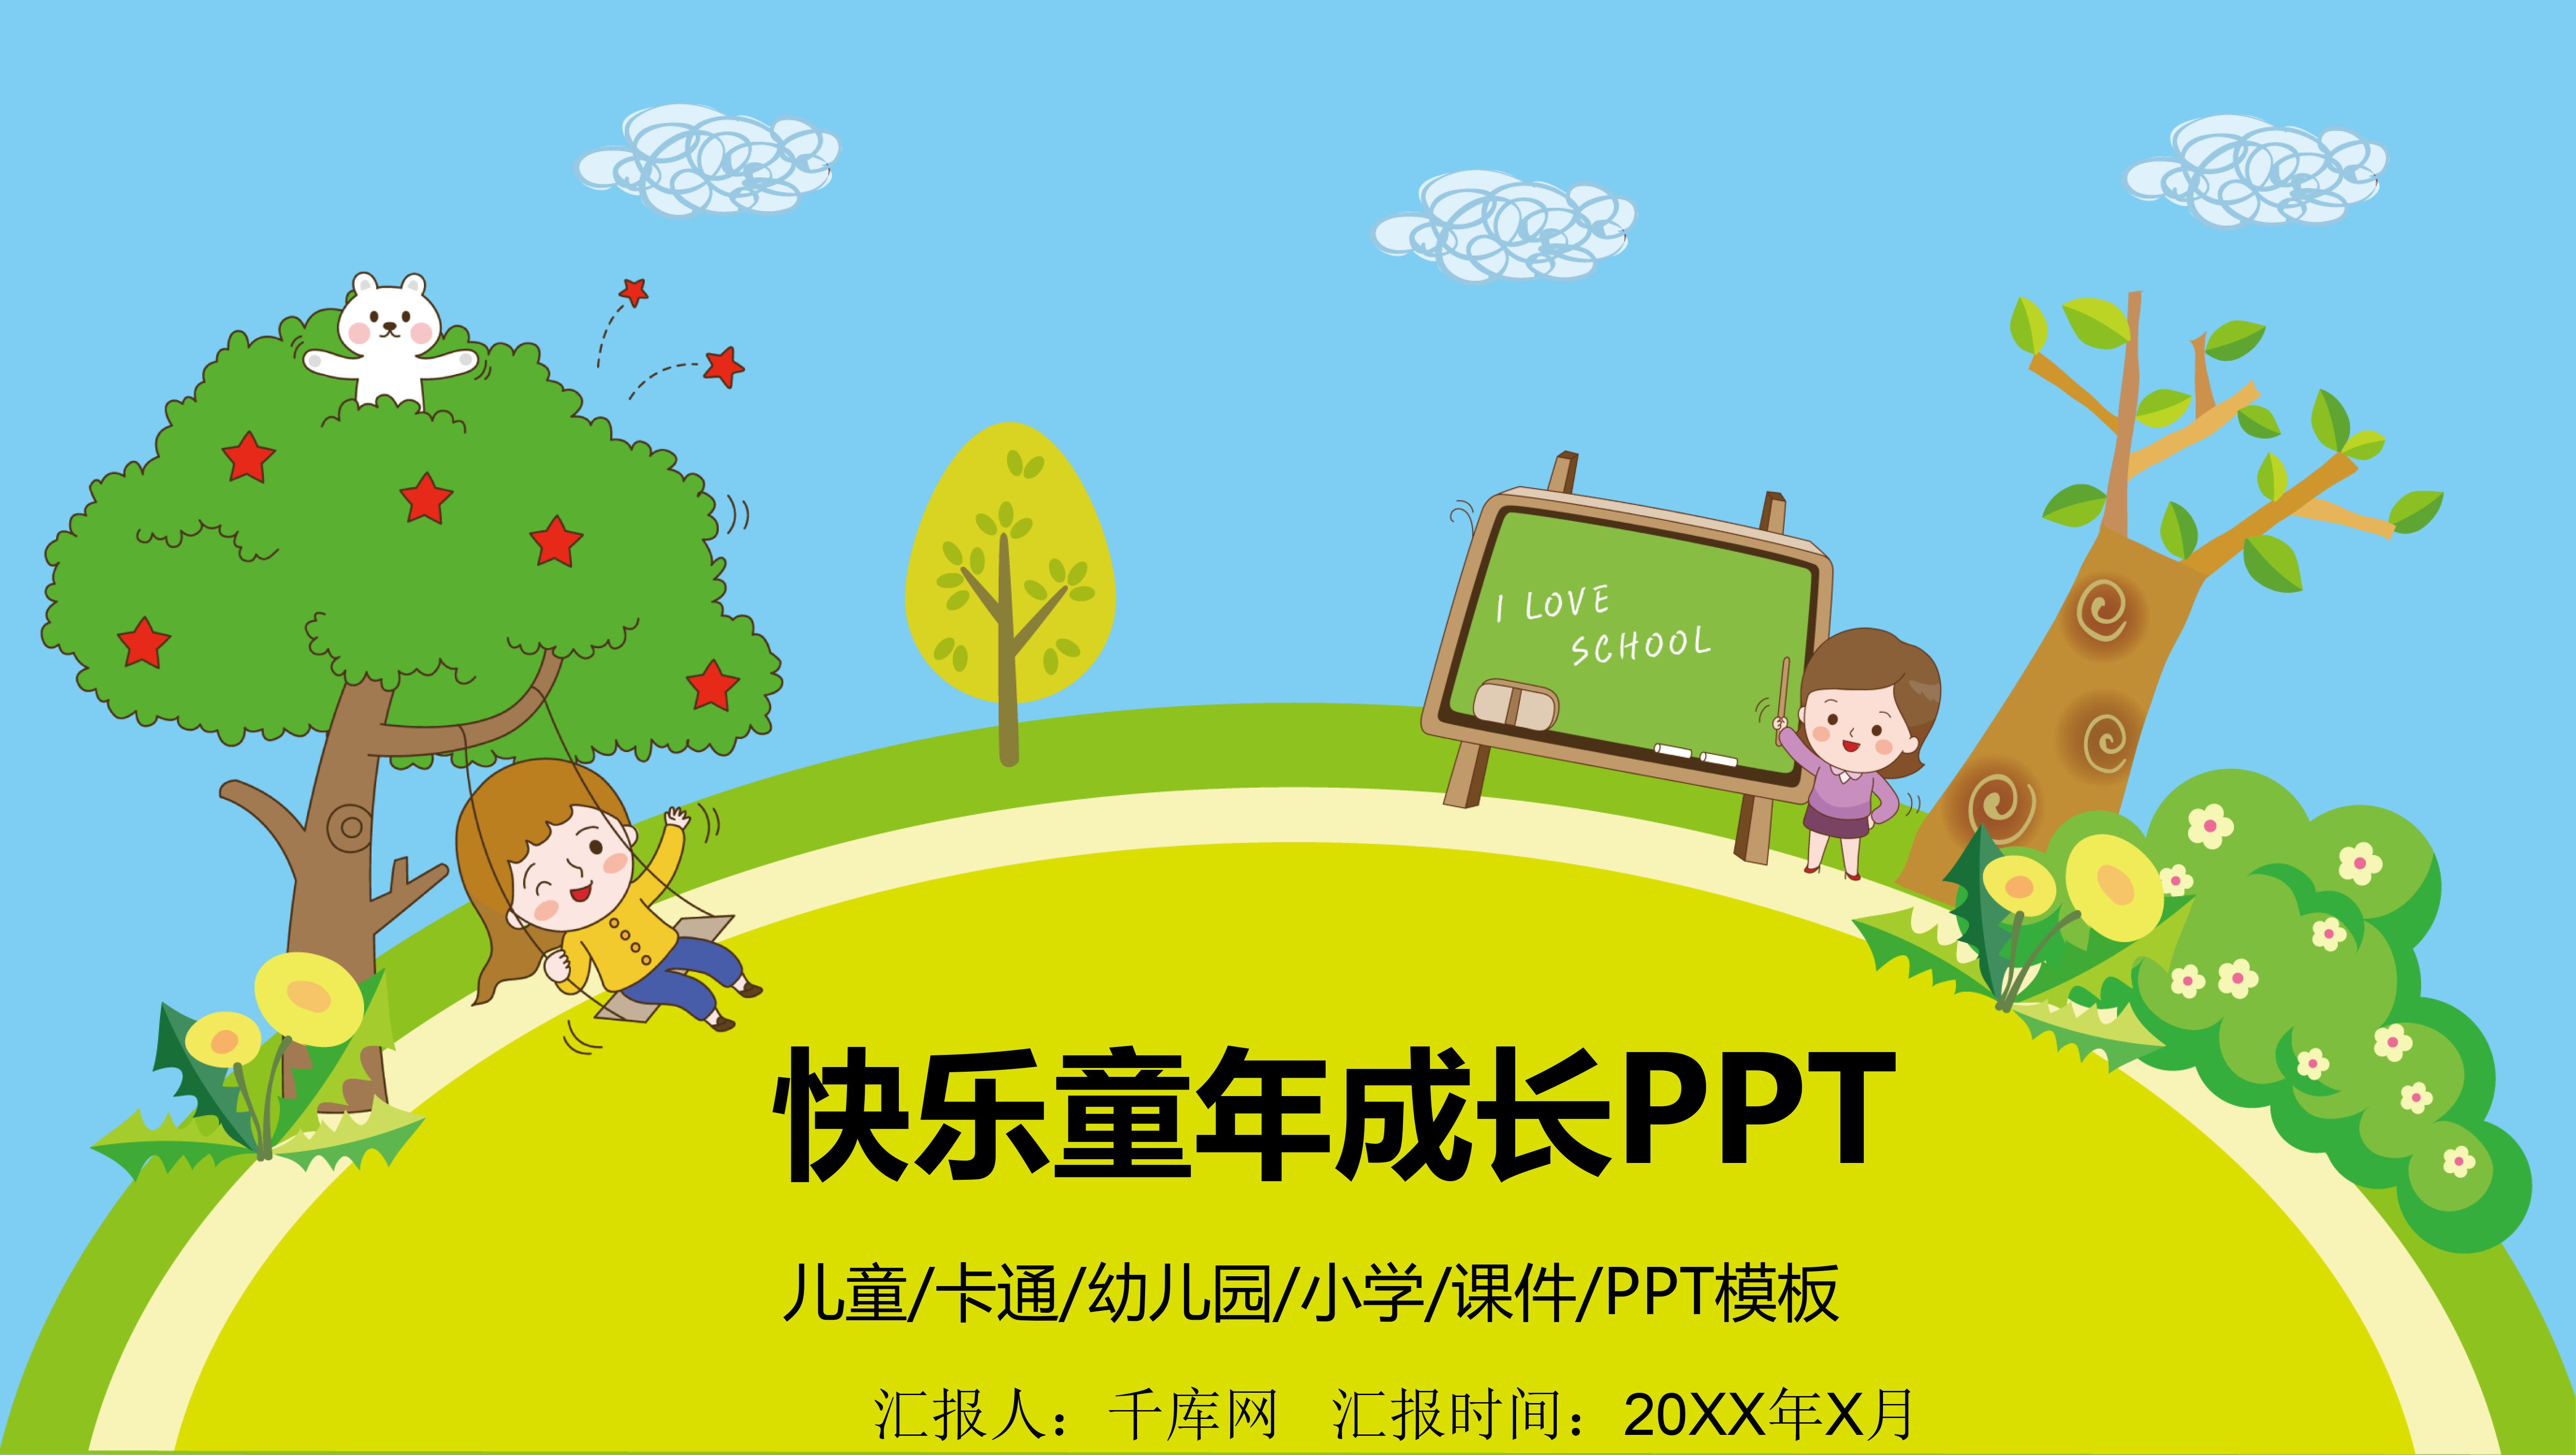 I LOVE
SCHOOL
快乐童年成长PPT
儿童/卡通/幼儿园/小学/课件/PPT模板
汇报人：千库网 汇报时间：20XX年X月